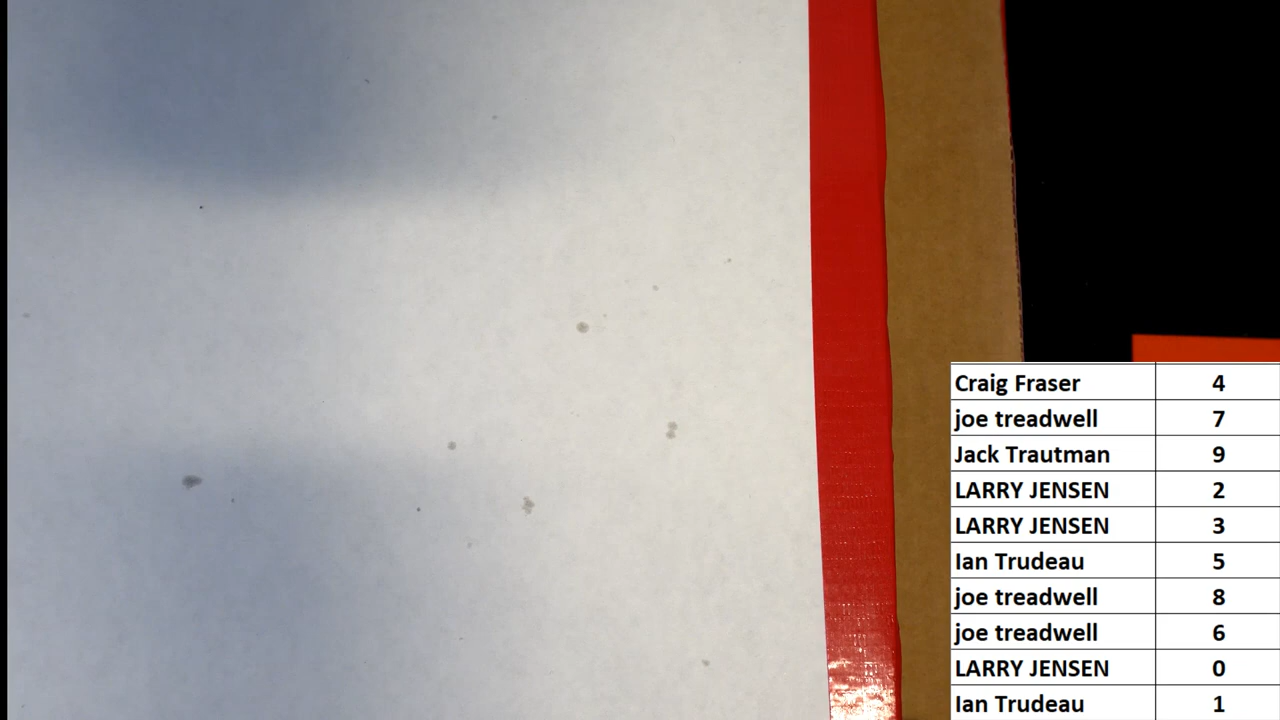 Craig Fraser 4
joe treadwell 7
Jack Trautman 9
LARRY JENSEN 2
LARRY JENSEN 3
Ian Trudeau 5
joe treadwell 8
joe treadwell 6
LARRY JENSEN 0
Ian Trudeau 1